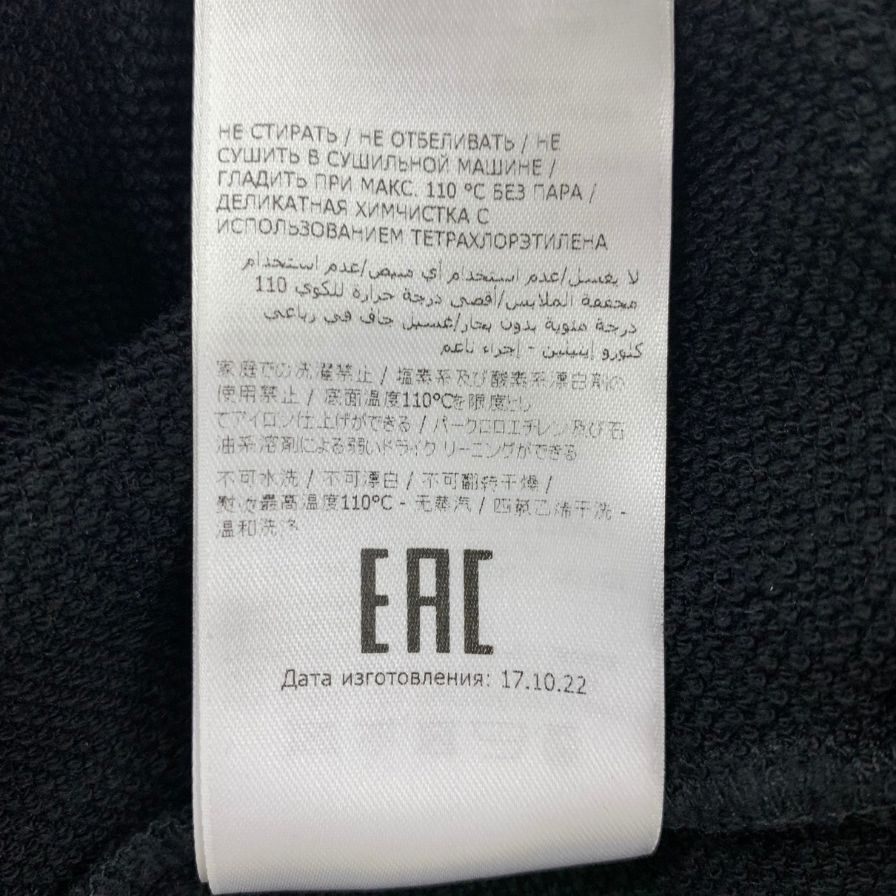 НЕ СТИРАТЬ / НЕ ОТБЕЛИВАТЬ / НЕ
СУШИТЬ В СУШИЛЬНОЙ МАШИНЕ /
ГЛАДИТЬ ПРИ МАКС. 110 °C БЕЗ ПАРА /
ДЕЛИКАТНАЯ ХИМЧИСТКА С
ИСПОЛЬЗОВАНИЕМ ТЕТРАХЛОРЭТИЛЕНА
لا يغسل/عدم استخدام أي مبيض/عدم استخدام
مجففة الملابس/أقصى درجة حرارة للكوي 110
درجة مئوية بدون بخار/غسيل جاف في رباعي
كلورو إيثيلين - إجراء ناعم
家庭での洗濯禁止 / 塩素系及び酸素系漂白剤の
使用禁止 / 底面温度110°Cを限度とし
てアイロン仕上げができる / パークロロエチレン及び石
油系溶剤による弱いドライクリーニングができる
不可水洗 / 不可漂白 / 不可翻转干燥 /
熨烫最高温度110°C - 无蒸汽 / 四氯乙烯干洗 -
温和洗涤
EAC
Дата изготовления: 17.10.22